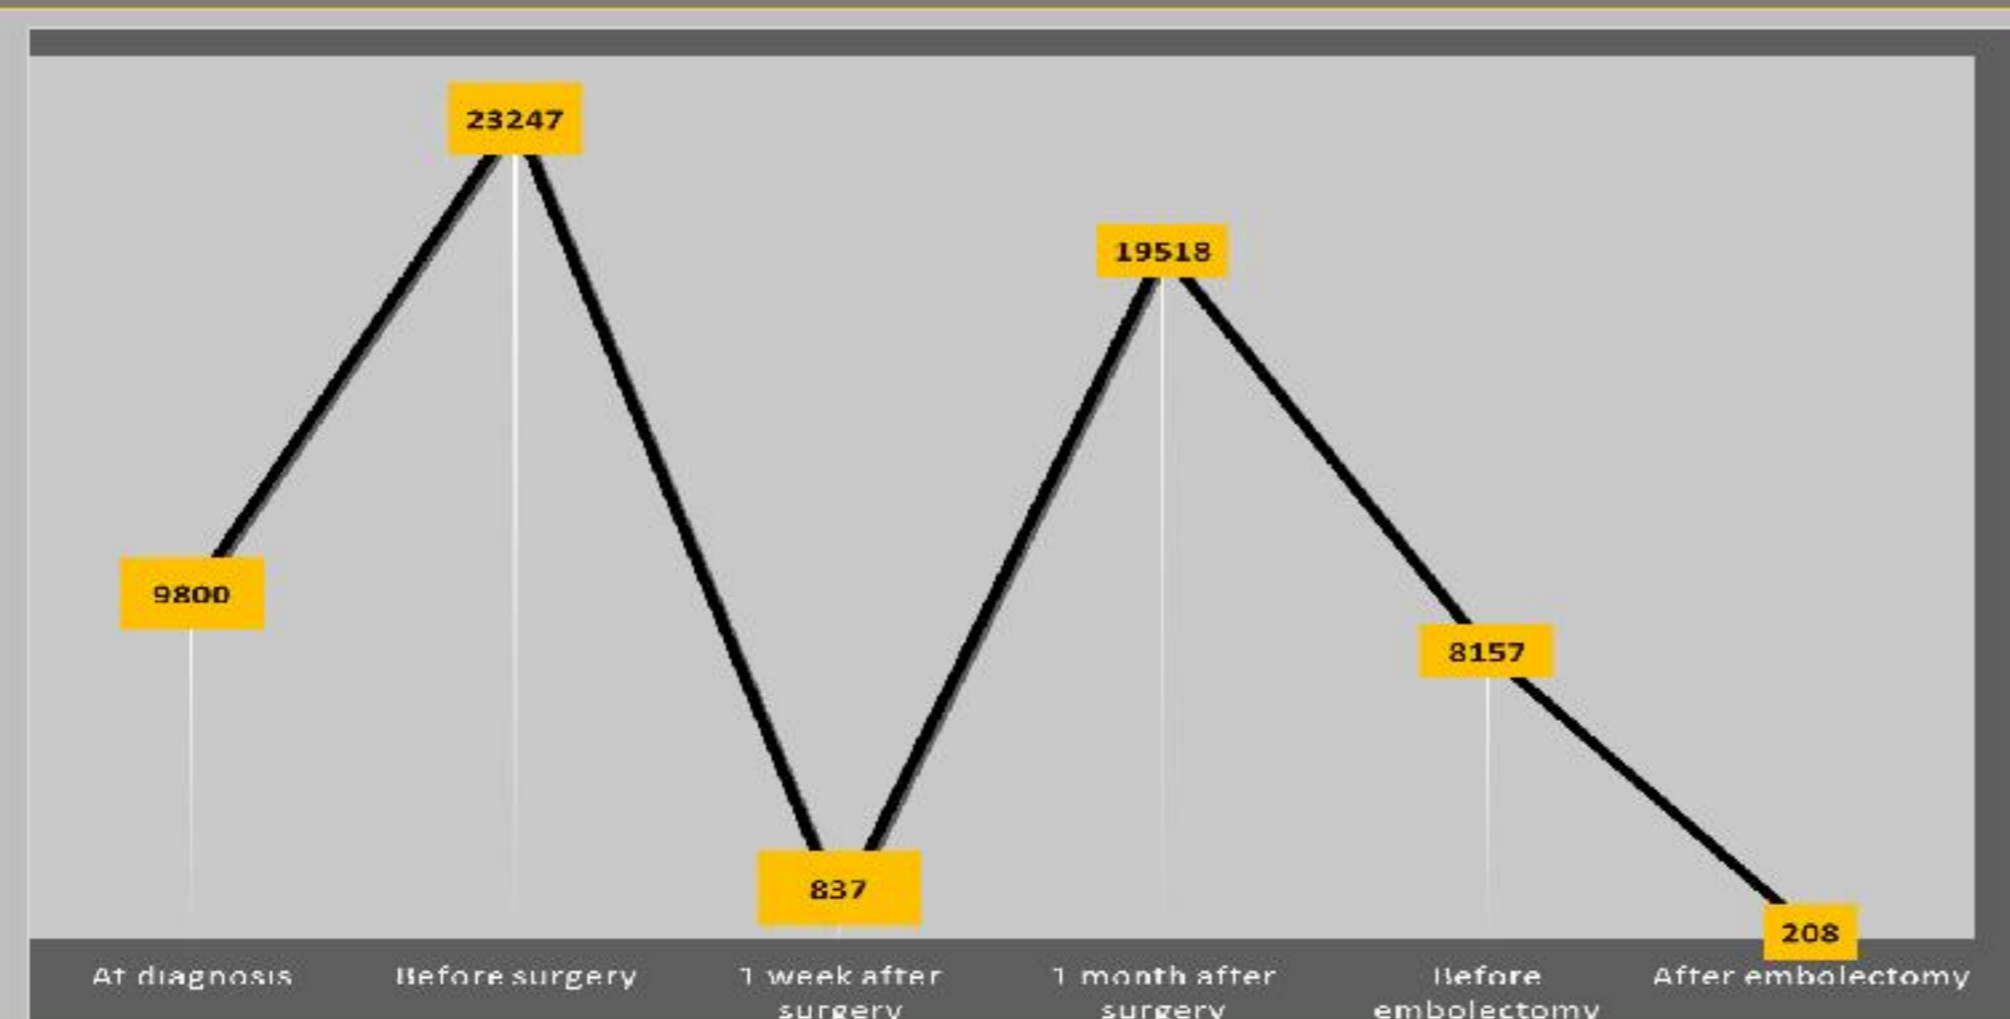 23247
19518
9800
8157
837
208
At diagnosis
Before surgery
1 week after
surgery
1 month after
surgery
Before
embolectomy
After embolectomy